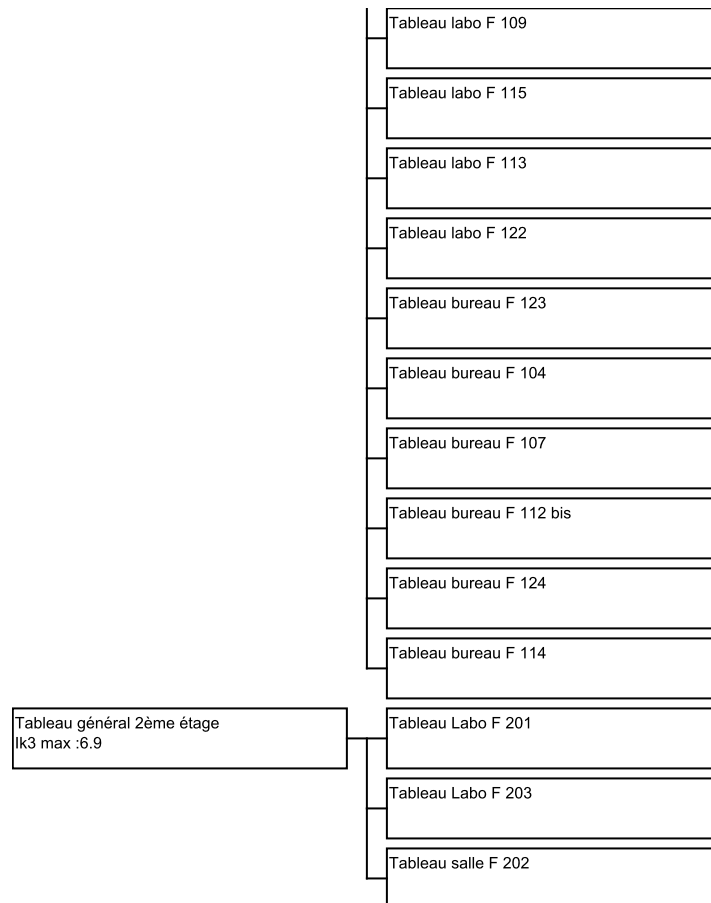 Tableau labo F 109
Tableau labo F 115
Tableau labo F 113
Tableau labo F 122
Tableau bureau F 123
Tableau bureau F 104
Tableau bureau F 107
Tableau bureau F 112 bis
Tableau bureau F 124
Tableau bureau F 114
Tableau général 2ème étage
Ik3 max :6.9
Tableau Labo F 201
Tableau Labo F 203
Tableau salle F 202